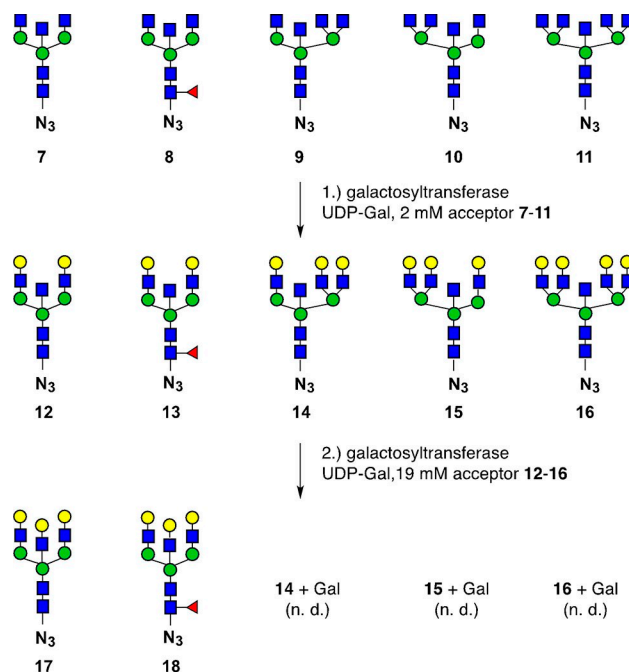 N3 N3 N3 N3 N3
7 8 9 10 11
1.) galactosyltransferase
UDP-Gal, 2 mM acceptor 7-11
N3 N3 N3 N3 N3
12 13 14 15 16
2.) galactosyltransferase
UDP-Gal,19 mM acceptor 12-16
14 + Gal 15 + Gal 16 + Gal
(n. d.) (n. d.) (n. d.)
N3 N3
17 18